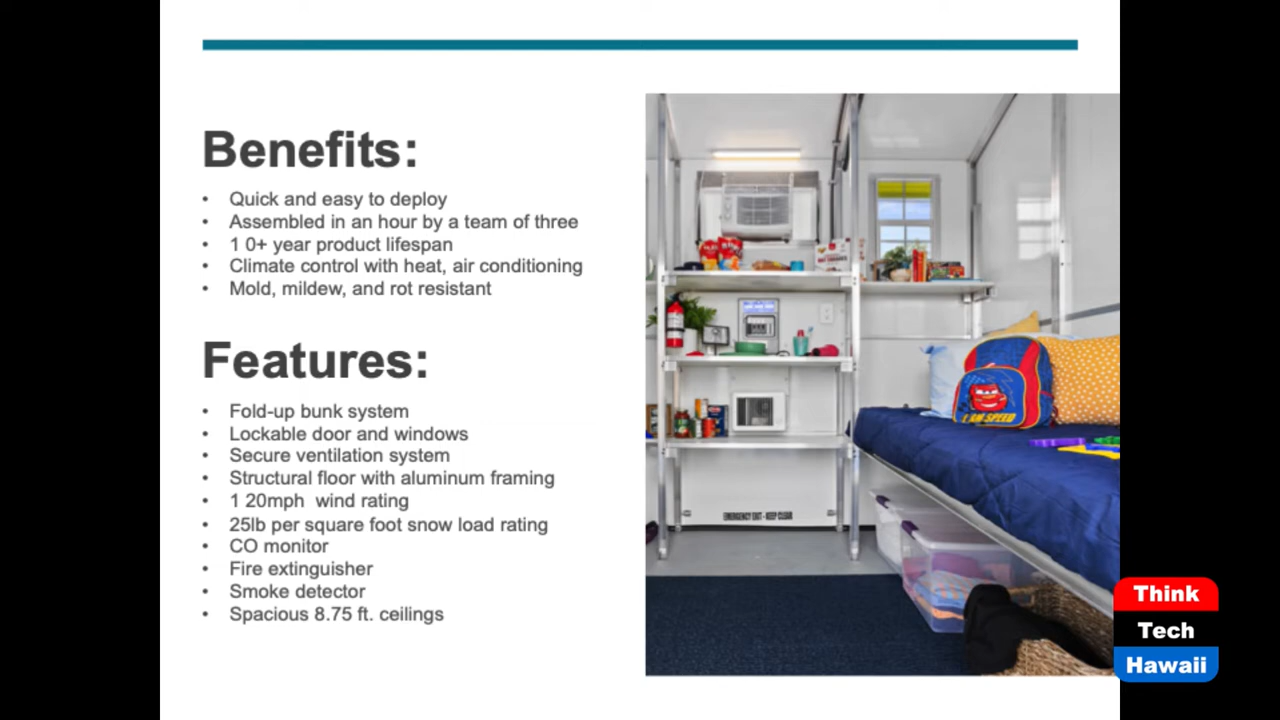 Benefits:
• Quick and easy to deploy
• Assembled in an hour by a team of three
• 1 0+ year product lifespan
• Climate control with heat, air conditioning
• Mold, mildew, and rot resistant
Features:
• Fold-up bunk system
• Lockable door and windows
• Secure ventilation system
• Structural floor with aluminum framing
• 1 20mph  wind rating
• 25lb per square foot snow load rating
• CO monitor
• Fire extinguisher
• Smoke detector
• Spacious 8.75 ft. ceilings
I AM SPEED
EMERGENCY EXIT - KEEP CLEAR
Think
Tech
Hawaii